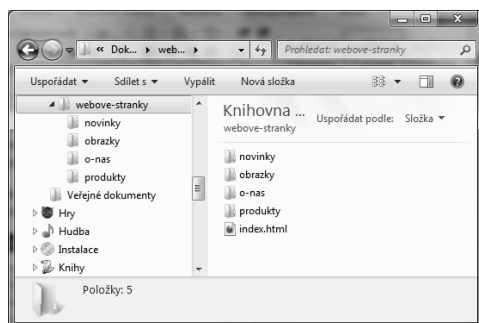 « Dok... ▸ web... ▸
Prohledat: webove-stranky
Uspořádat Sdílet s Vypálit Nová složka
webove-stranky
novinky
obrazky
o-nas
produkty
Veřejné dokumenty
Hry
Hudba
Instalace
Knihy
Knihovna ...
webove-stranky
Uspořádat podle: Složka
novinky
obrazky
o-nas
produkty
index.html
Položky: 5